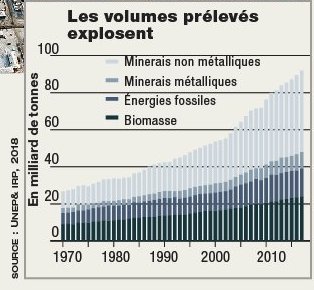 Les volumes prélevés
explosent
100
80
60
40
20
0
En milliard de tonnes
Minerais non métalliques
Minerais métalliques
Énergies fossiles
Biomasse
1970
1980
1990
2000
2010
SOURCE : UNEP& IRP, 2018